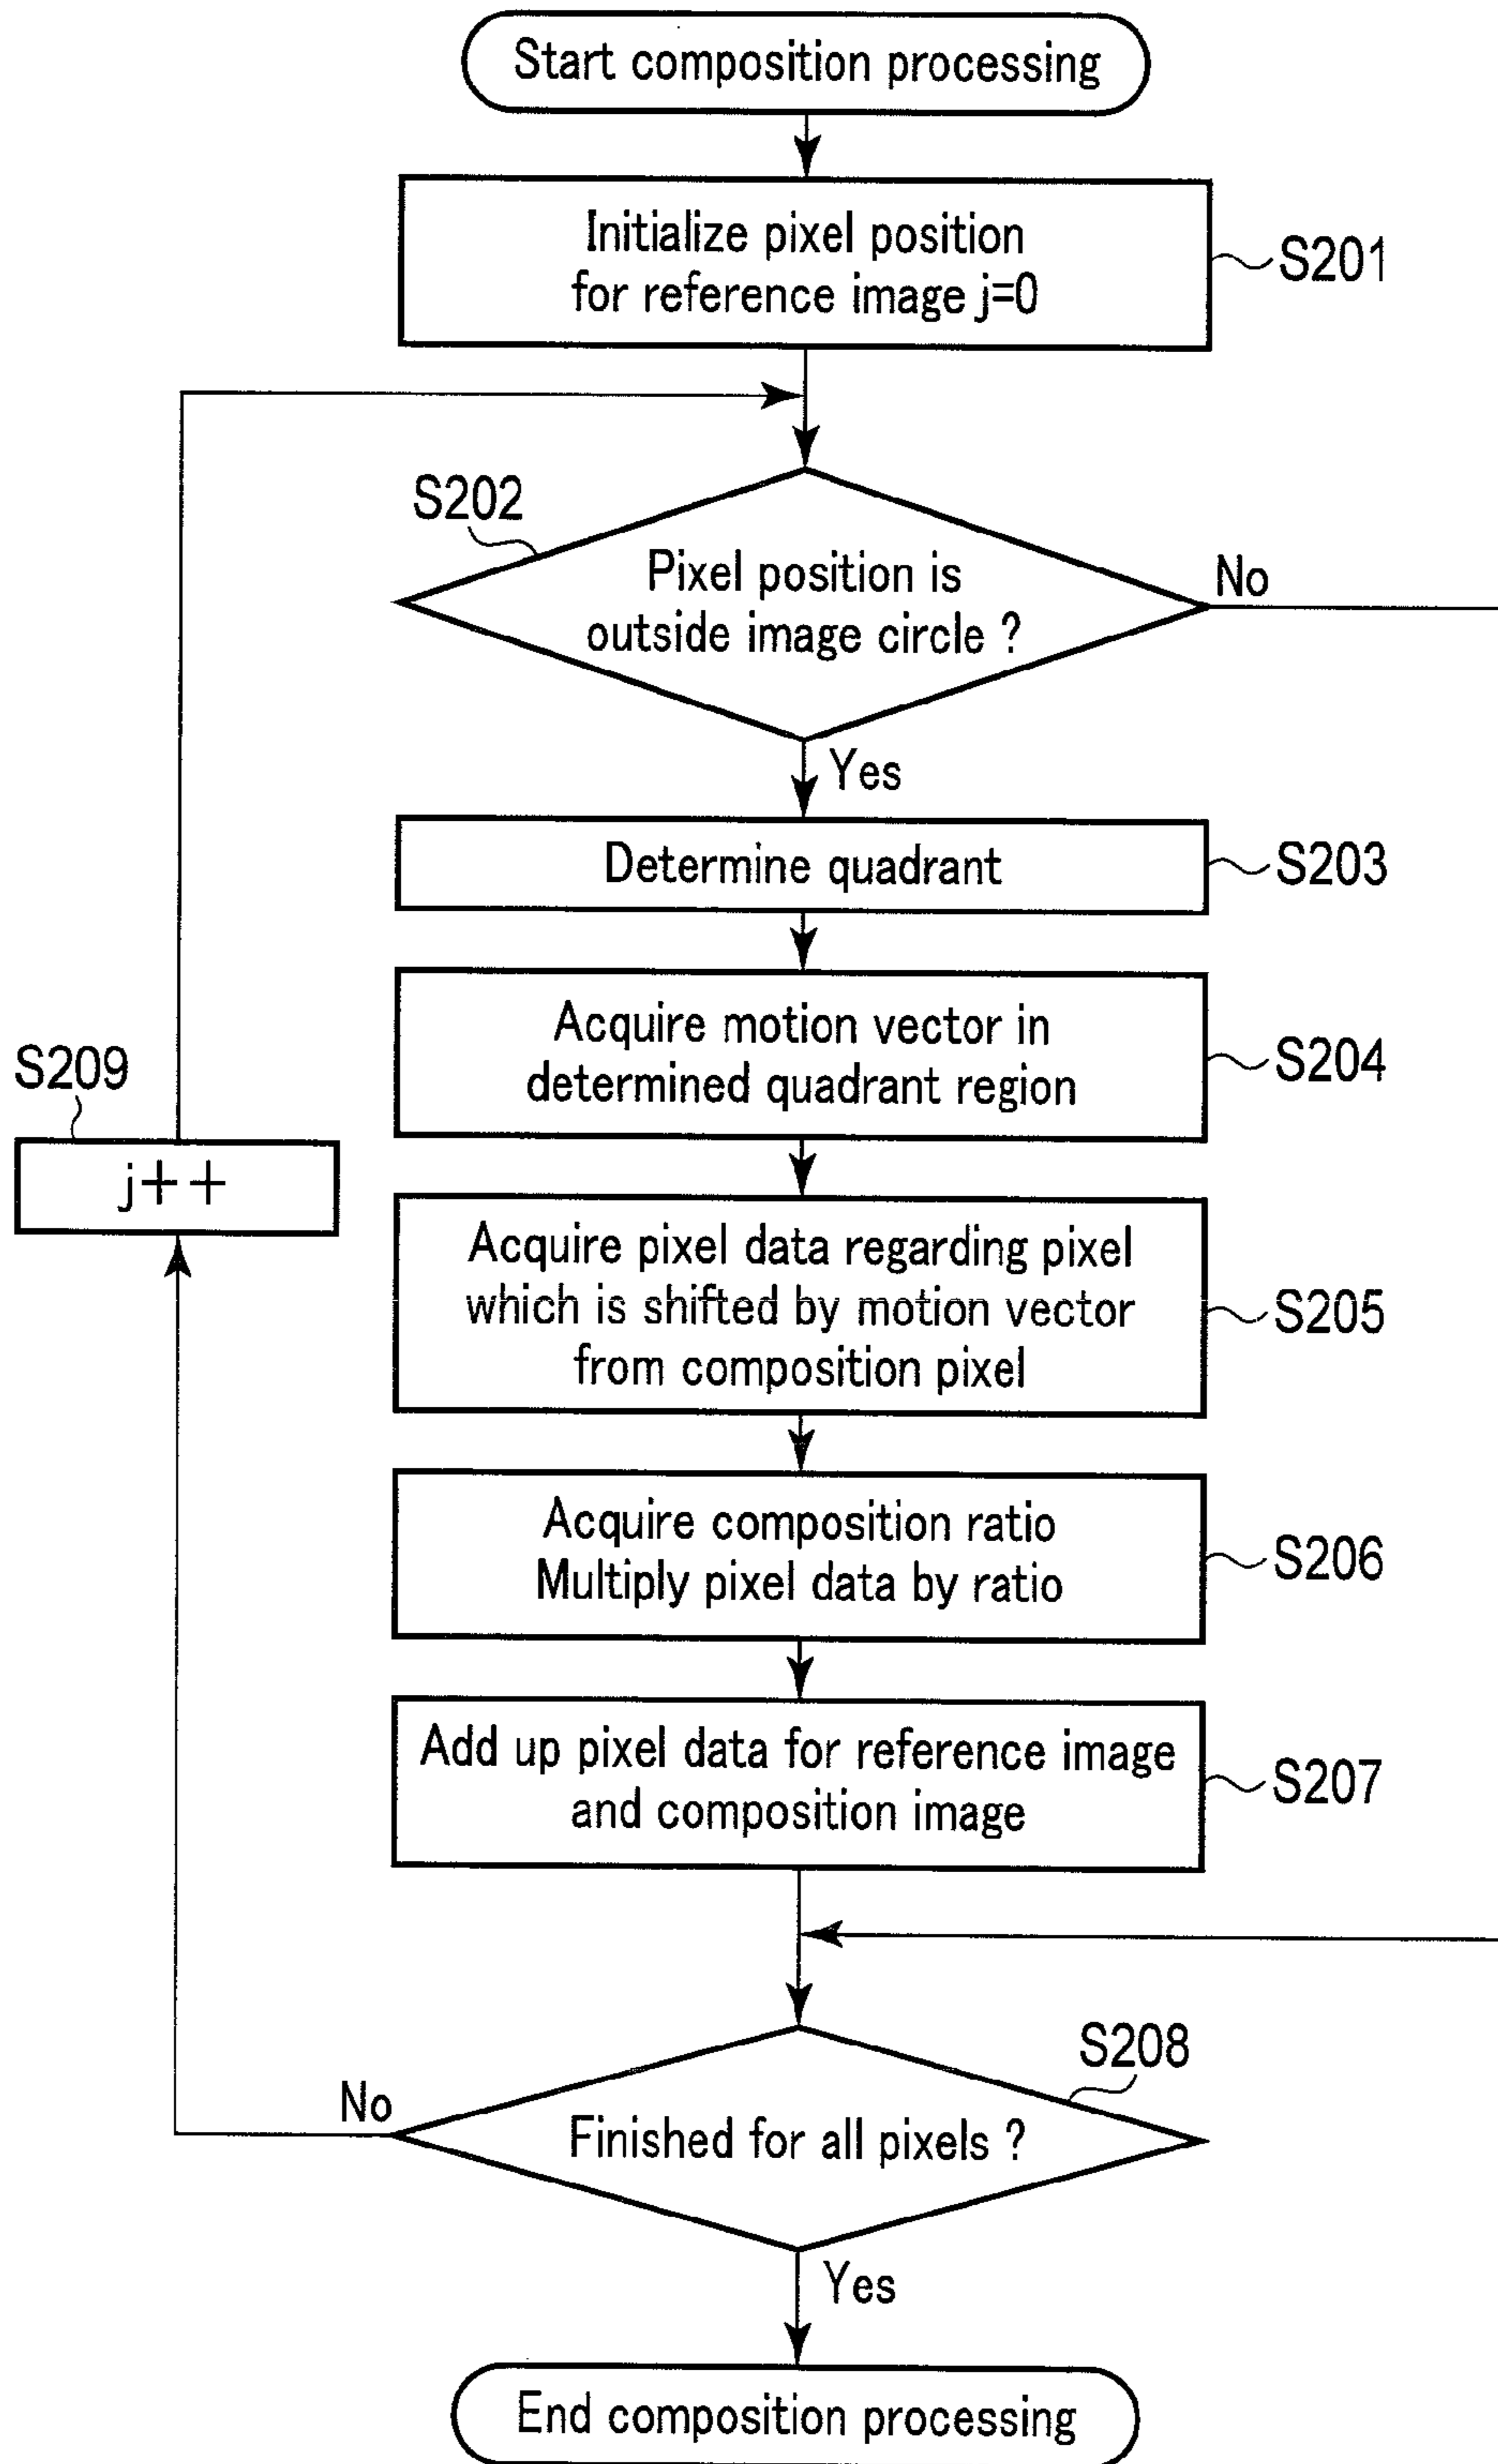 Start composition processing
Initialize pixel position
for reference image j=0
S201
S202
Pixel position is
outside image circle ?
No
Yes
Determine quadrant
S203
Acquire motion vector in
determined quadrant region
S204
S209
j++
Acquire pixel data regarding pixel
which is shifted by motion vector
from composition pixel
S205
Acquire composition ratio
Multiply pixel data by ratio
S206
Add up pixel data for reference image
and composition image
S207
S208
No
Finished for all pixels ?
Yes
End composition processing